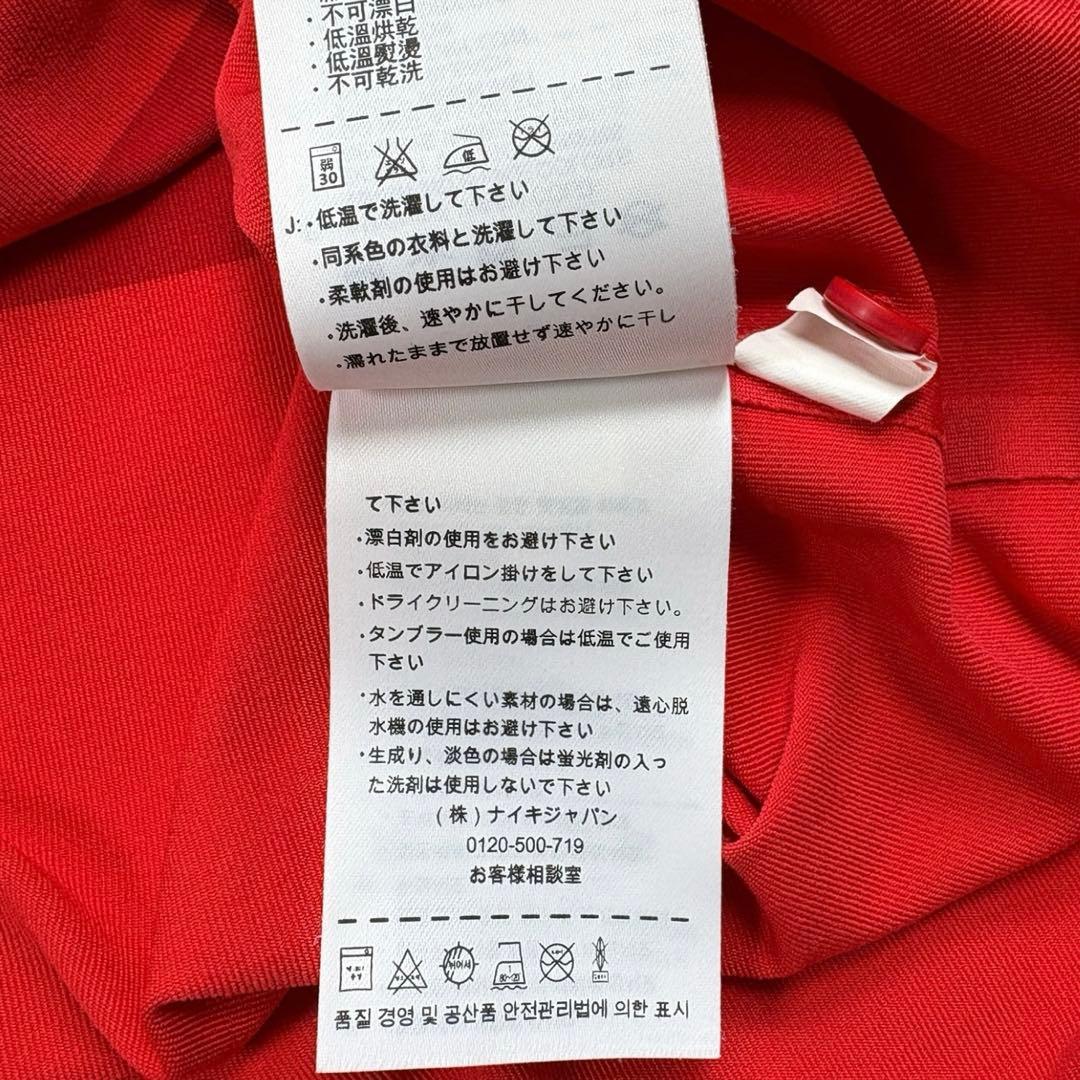 ・不可漂白
・低溫烘乾
・低溫熨燙
・不可乾洗
弱
30
低
J:・低温で洗濯して下さい
・同系色の衣料と洗濯して下さい
・柔軟剤の使用はお避け下さい
・洗濯後、速やかに干してください。
・濡れたままで放置せず速やかに干し
て下さい
・漂白剤の使用をお避け下さい
・低温でアイロン掛けをして下さい
・ドライクリーニングはお避け下さい。
・タンブラー使用の場合は低温でご使用
下さい
・水を通しにくい素材の場合は、遠心脱
水機の使用はお避け下さい
・生成り、淡色の場合は蛍光剤の入っ
た洗剤は使用しないで下さい
(株)ナイキジャパン
0120-500-719
お客様相談室
품질 경영 및 공산품 안전관리법에 의한 표시